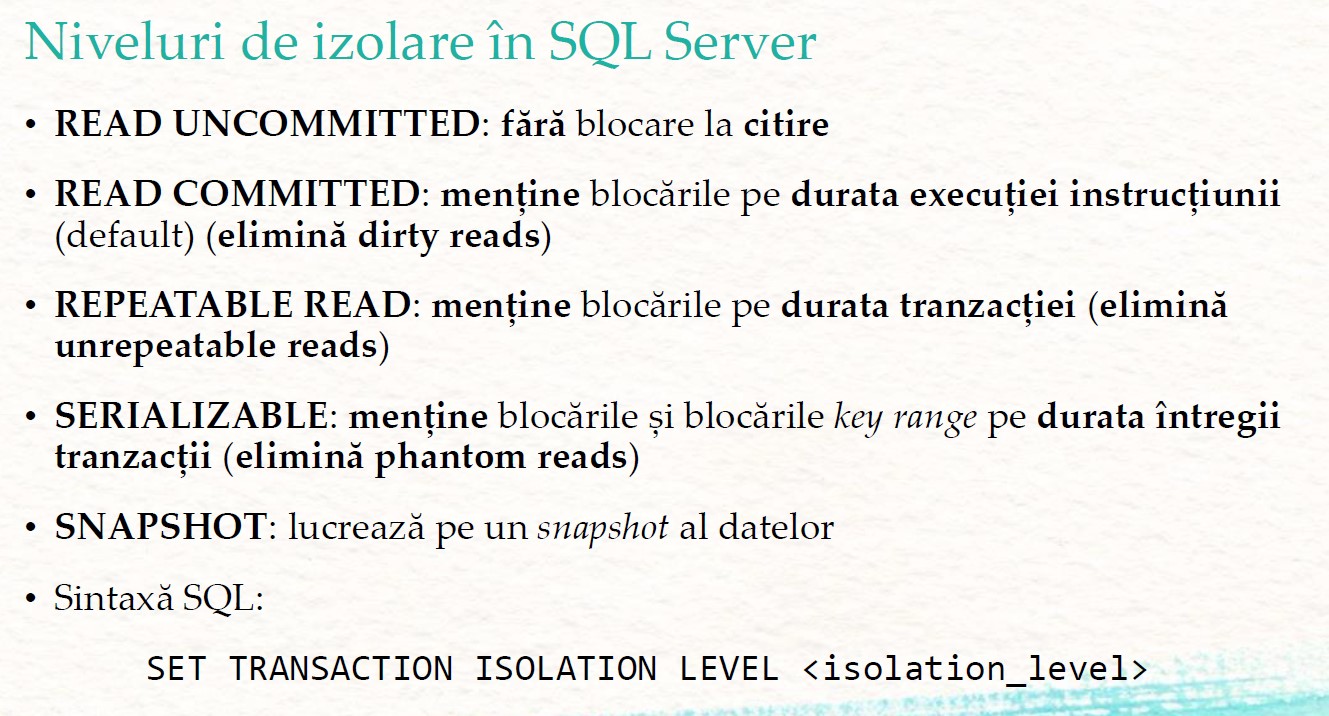 Niveluri de izolare în SQL Server
• READ UNCOMMITTED: fără blocare la citire
• READ COMMITTED: menține blocările pe durata execuției instrucțiunii
(default) (elimină dirty reads)
• REPEATABLE READ: menține blocările pe durata tranzacției (elimină
unrepeatable reads)
• SERIALIZABLE: menține blocările și blocările key range pe durata întregii
tranzacții (elimină phantom reads)
• SNAPSHOT: lucrează pe un snapshot al datelor
• Sintaxă SQL:
SET TRANSACTION ISOLATION LEVEL <isolation_level>